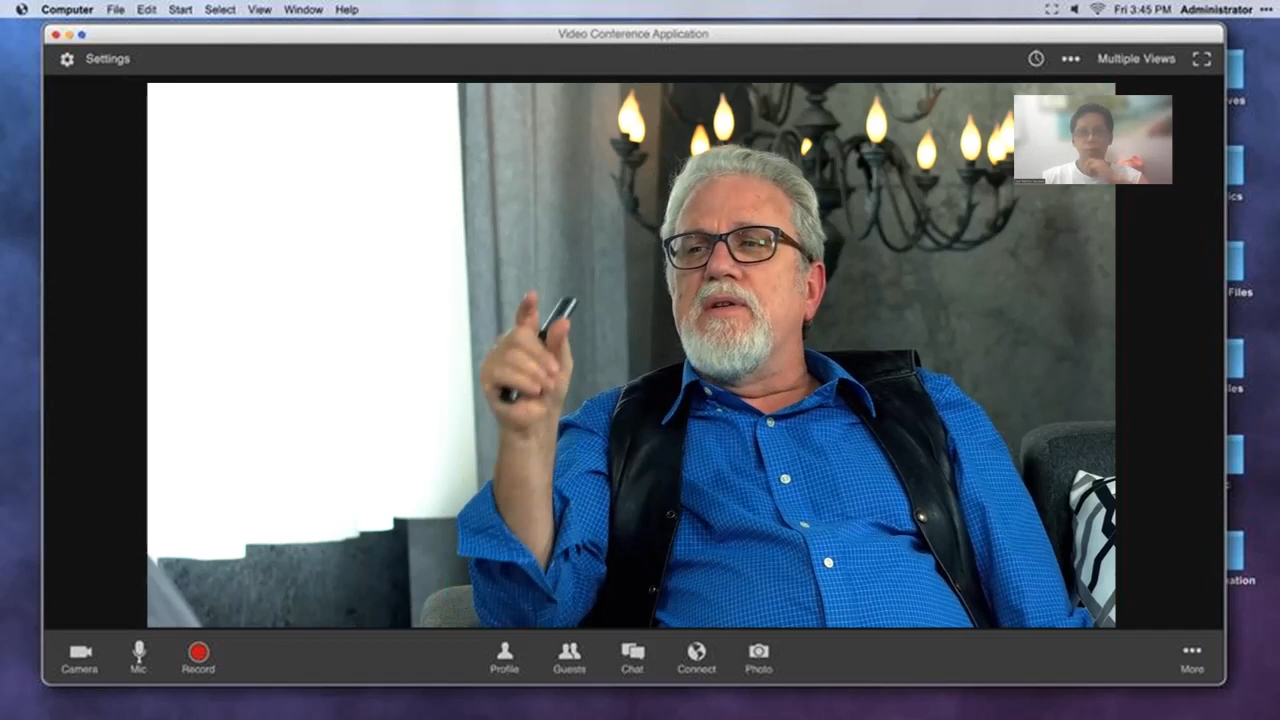 Computer File Edit Start Select View Window Help Fri 3:45 PM Administrator
Video Conference Application
Settings Multiple Views
Files
Camera Mic Record Profile Guests Chat Connect Photo More